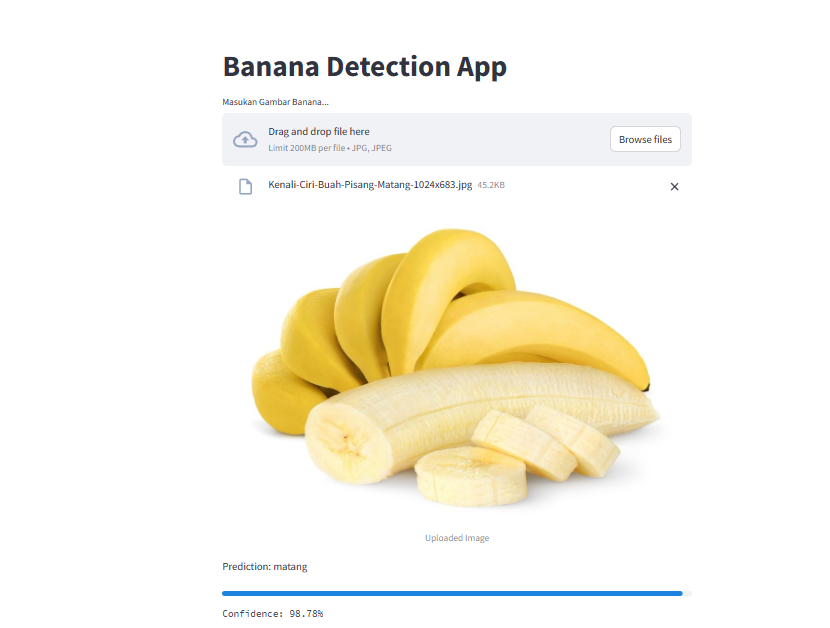 Banana Detection App
Masukan Gambar Banana...
Drag and drop file here
Limit 200MB per file • JPG, JPEG
Browse files
Kenali-Ciri-Buah-Pisang-Matang-1024x683.jpg 45.2KB
Uploaded Image
Prediction: matang
Confidence: 98.78%